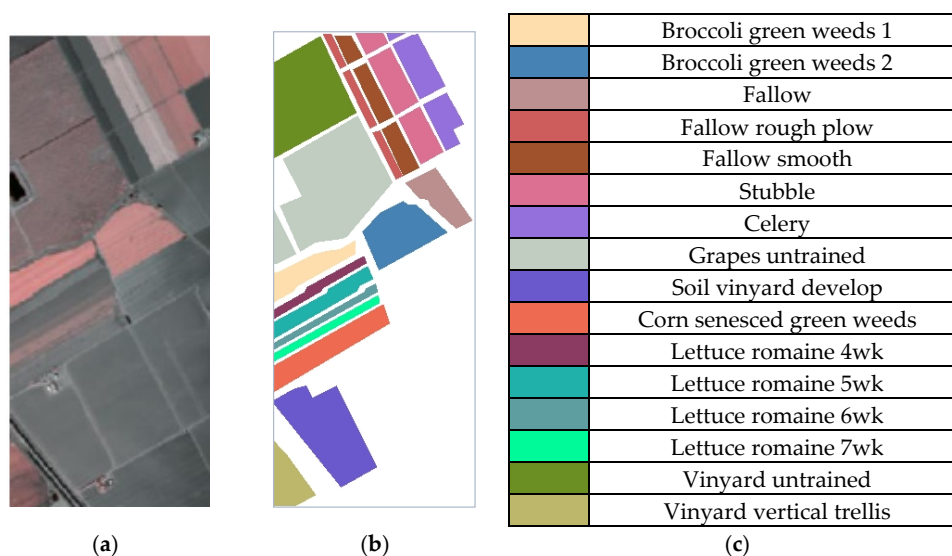 Broccoli green weeds 1
Broccoli green weeds 2
Fallow
Fallow rough plow
Fallow smooth
Stubble
Celery
Grapes untrained
Soil vinyard develop
Corn senesced green weeds
Lettuce romaine 4wk
Lettuce romaine 5wk
Lettuce romaine 6wk
Lettuce romaine 7wk
Vinyard untrained
Vinyard vertical trellis
(a)
(b)
(c)